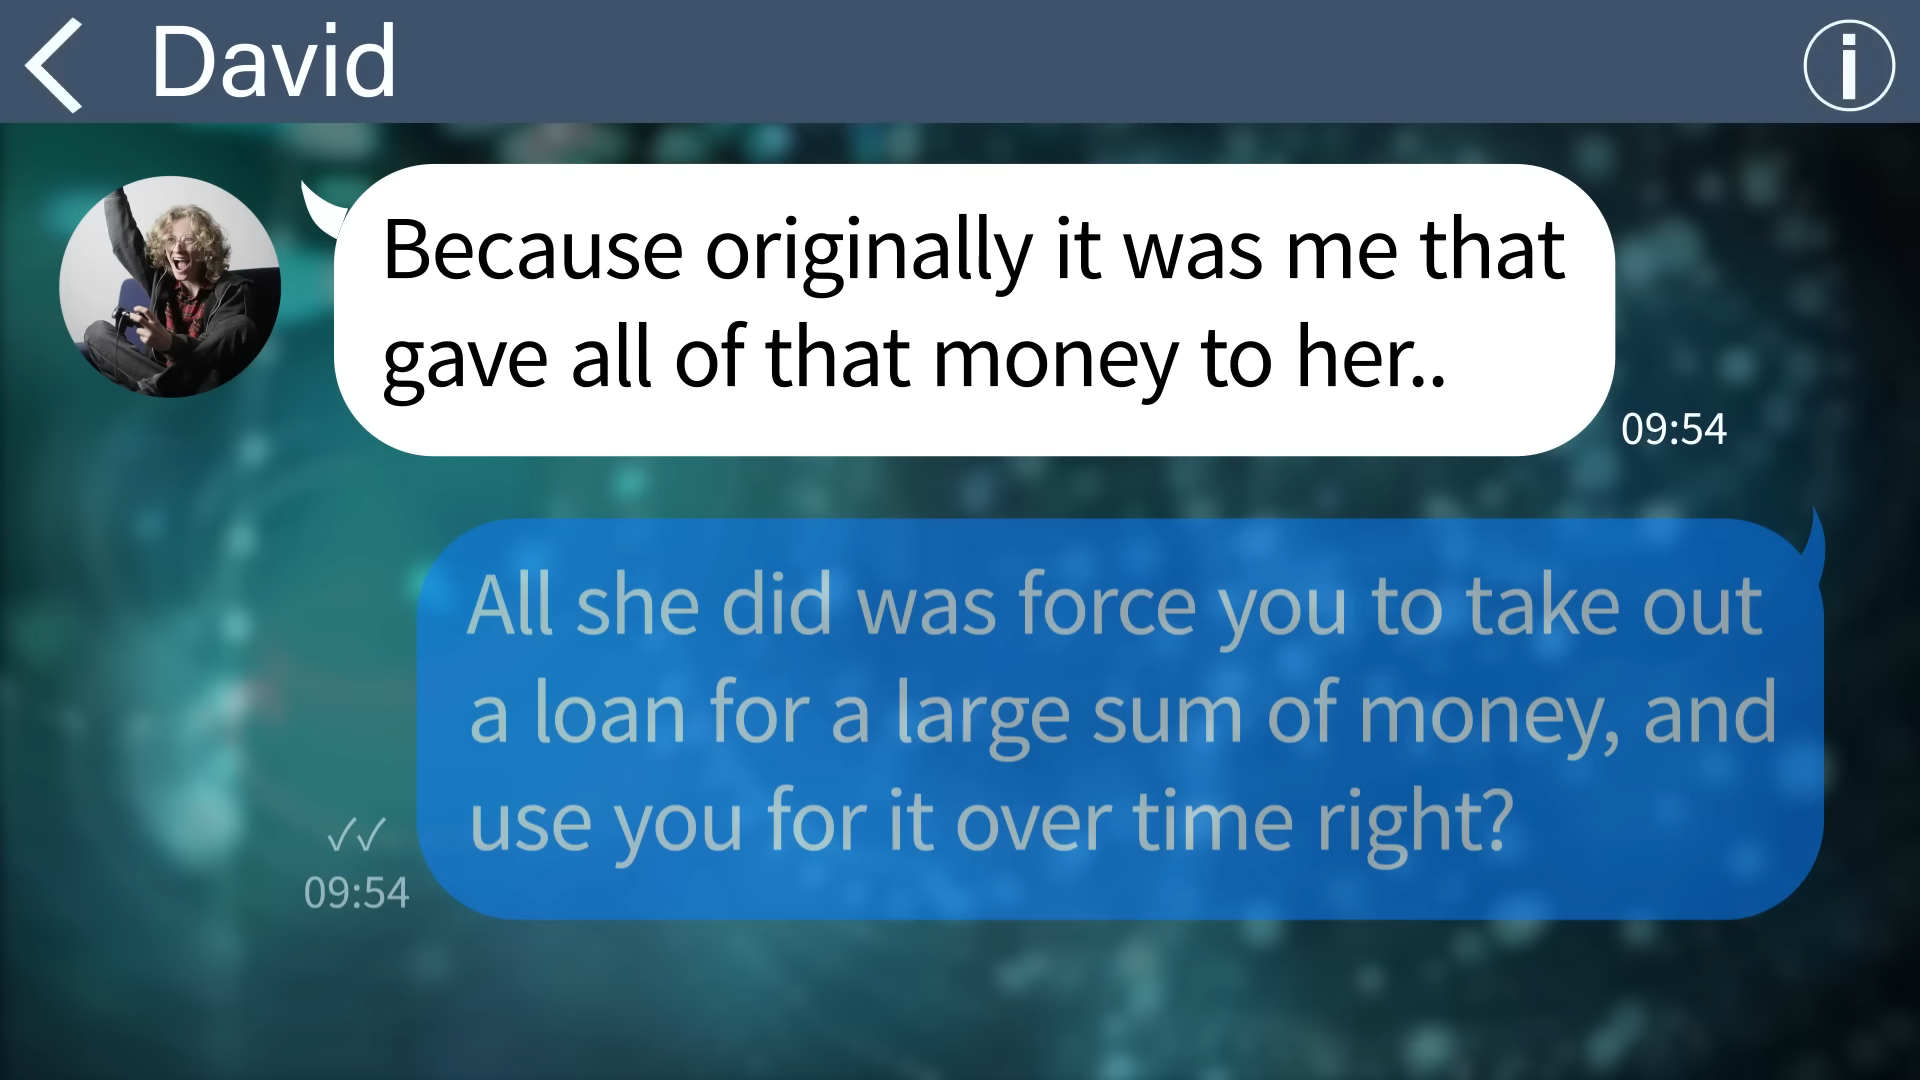 David
Because originally it was me that
gave all of that money to her..
09:54
All she did was force you to take out
a loan for a large sum of money, and
use you for it over time right?
✓✓
09:54